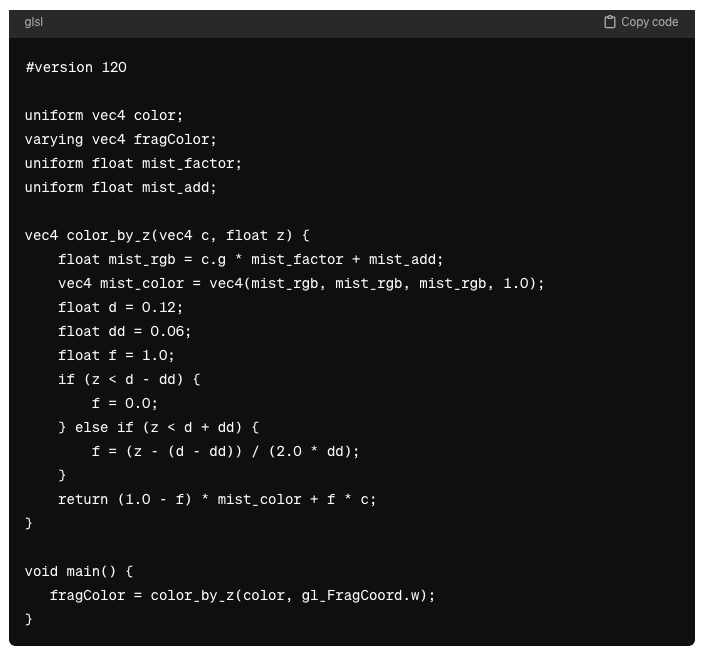 glsl
Copy code
#version 120
uniform vec4 color;
varying vec4 fragColor;
uniform float mist_factor;
uniform float mist_add;
vec4 color_by_z(vec4 c, float z) {
    float mist_rgb = c.g * mist_factor + mist_add;
    vec4 mist_color = vec4(mist_rgb, mist_rgb, mist_rgb, 1.0);
    float d = 0.12;
    float dd = 0.06;
    float f = 1.0;
    if (z < d - dd) {
        f = 0.0;
    } else if (z < d + dd) {
        f = (z - (d - dd)) / (2.0 * dd);
    }
    return (1.0 - f) * mist_color + f * c;
}
void main() {
   fragColor = color_by_z(color, gl_FragCoord.w);
}